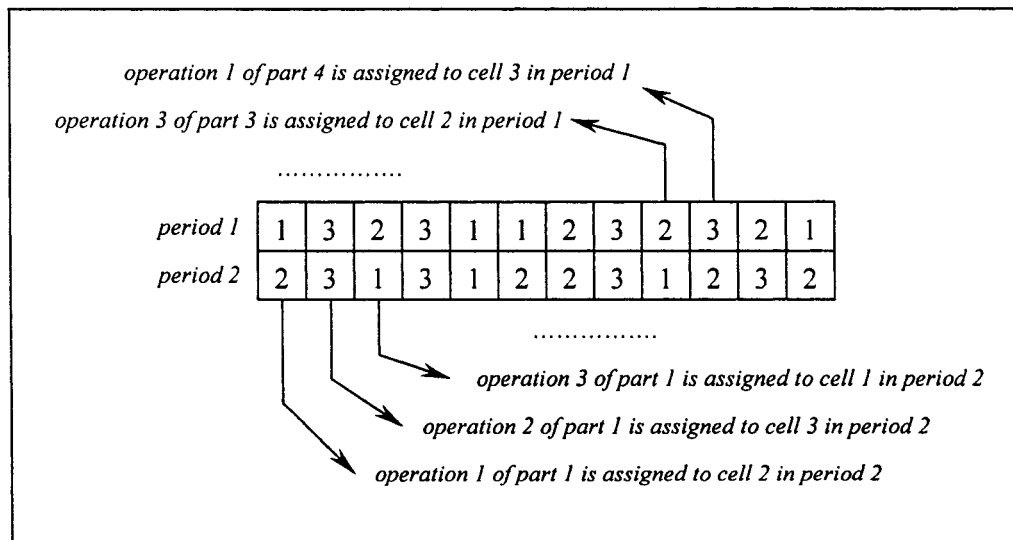 operation 1 of part 4 is assigned to cell 3 in period 1
operation 3 of part 3 is assigned to cell 2 in period 1
................
period 1 1 3 2 3 1 1 2 3 2 3 2 1
period 2 2 3 1 3 1 2 2 3 1 2 3 2
................
operation 3 of part 1 is assigned to cell 1 in period 2
operation 2 of part 1 is assigned to cell 3 in period 2
operation 1 of part 1 is assigned to cell 2 in period 2